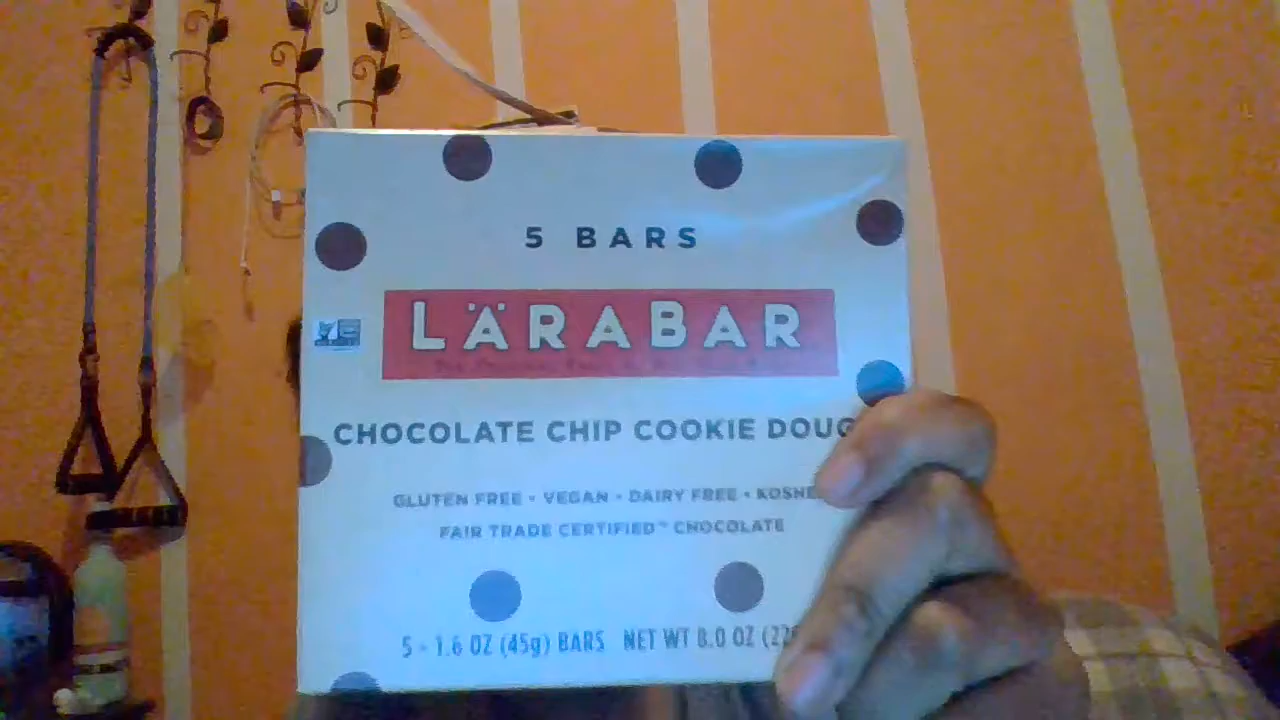 5 BARS
LÄRABAR
CHOCOLATE CHIP COOKIE DOUG
GLUTEN FREE • VEGAN • DAIRY FREE • KOSHE
FAIR TRADE CERTIFIED™ CHOCOLATE
5 - 1.6 OZ (45g) BARS NET WT 8.0 OZ (22